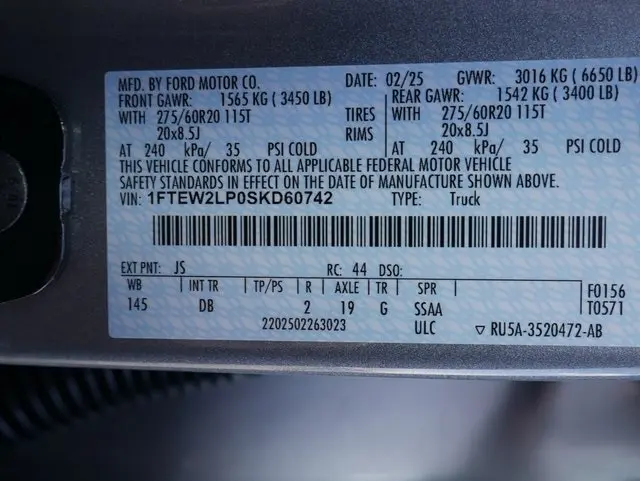 MFD. BY FORD MOTOR CO. DATE: 02/25 GVWR: 3016 KG ( 6650 LB)
FRONT GAWR: 1565 KG ( 3450 LB) REAR GAWR: 1542 KG ( 3400 LB)
WITH 275/60R20 115T TIRES WITH 275/60R20 115T
20x8.5J RIMS 20x8.5J
AT 240 kPa/ 35 PSI COLD AT 240 kPa/ 35 PSI COLD
THIS VEHICLE CONFORMS TO ALL APPLICABLE FEDERAL MOTOR VEHICLE
SAFETY STANDARDS IN EFFECT ON THE DATE OF MANUFACTURE SHOWN ABOVE.
VIN: 1FTEW2LP0SKD60742 TYPE: Truck
EXT PNT: JS RC: 44 DSO:
WB INT TR TP/PS R AXLE TR SPR F0156
145 DB 2 19 G SSAA T0571
2202502263023 ULC ▽ RU5A-3520472-AB